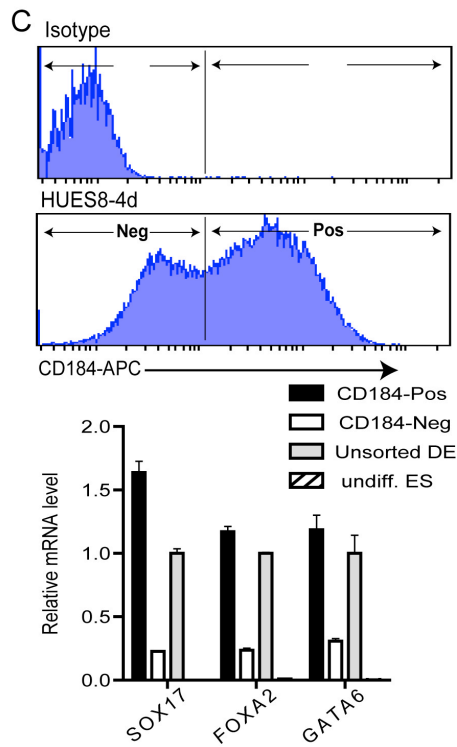 C
Isotype
HUES8-4d
Neg Pos
CD184-APC
CD184-Pos
CD184-Neg
Unsorted DE
undiff. ES
Relative mRNA level
2.0
1.5
1.0
0.5
0.0
SOX17 FOXA2 GATA6